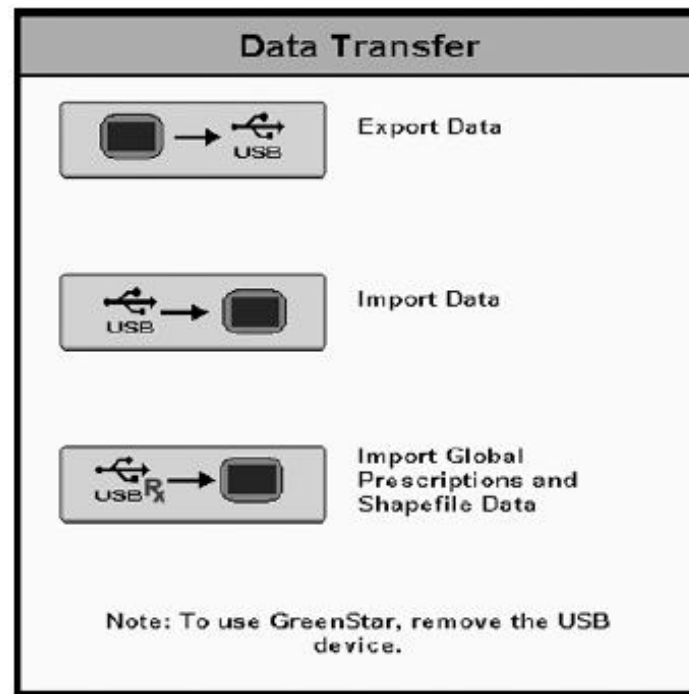 Data Transfer
USB
Export Data
USB
Import Data
USB Rx
Import Global
Prescriptions and
Shapefile Data
Note: To use GreenStar, remove the USB
device.